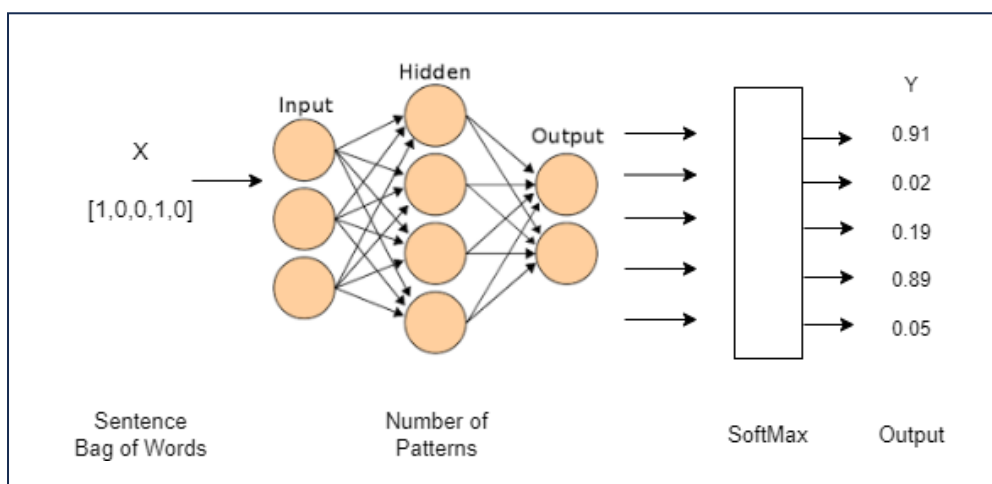 Hidden
Input
Output
X
[1,0,0,1,0]
Y
0.91
0.02
0.19
0.89
0.05
Sentence
Bag of Words
Number of
Patterns
SoftMax
Output